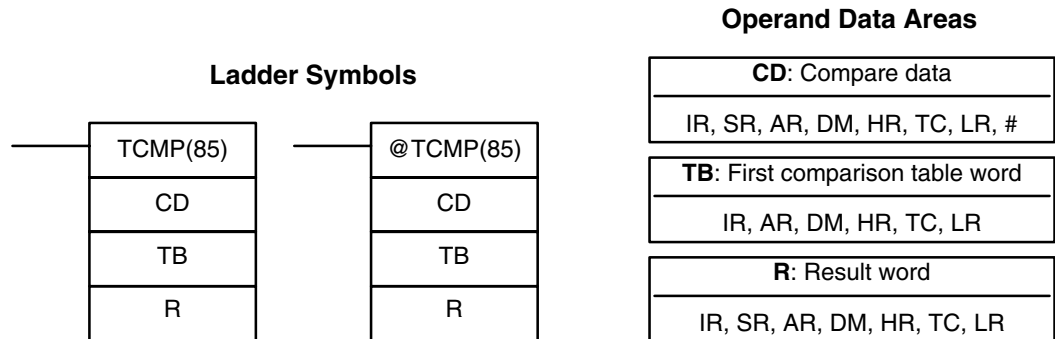 Operand Data Areas
Ladder Symbols
TCMP(85)
CD
TB
R
@TCMP(85)
CD
TB
R
CD: Compare data
IR, SR, AR, DM, HR, TC, LR, #
TB: First comparison table word
IR, AR, DM, HR, TC, LR
R: Result word
IR, SR, AR, DM, HR, TC, LR